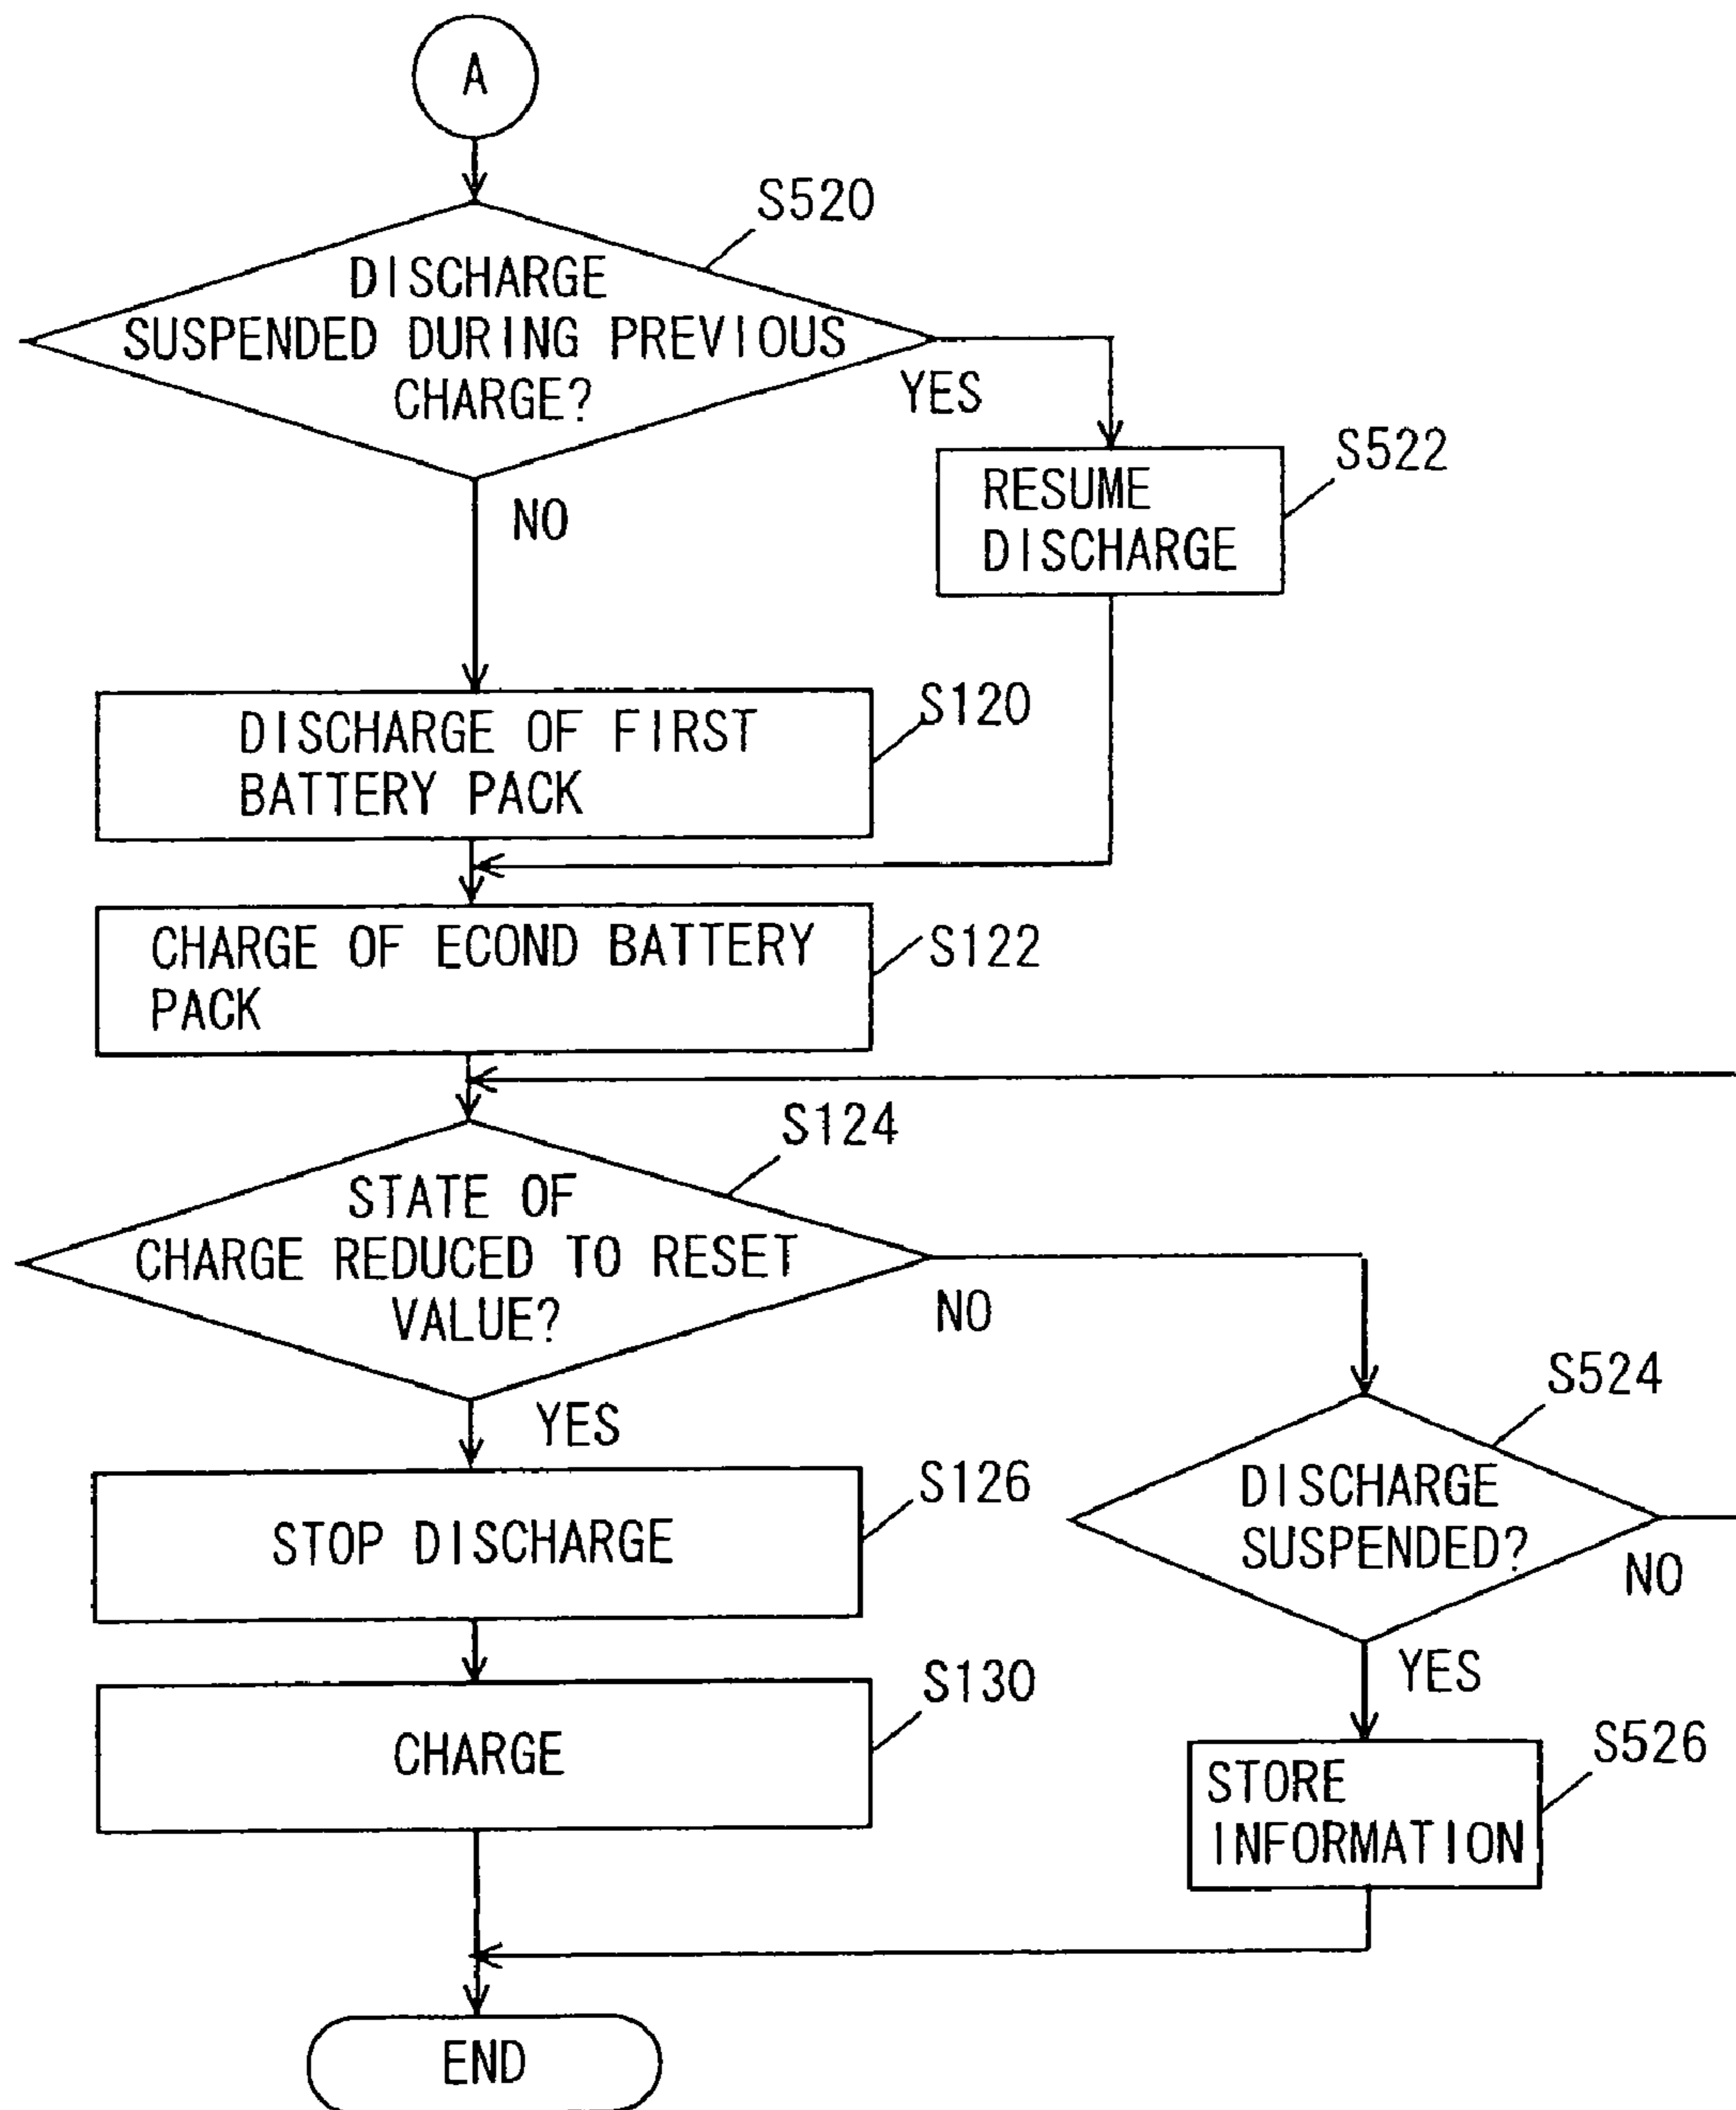 A
S520
DISCHARGE
SUSPENDED DURING PREVIOUS
CHARGE?
YES
NO
S522
RESUME
DISCHARGE
S120
DISCHARGE OF FIRST
BATTERY PACK
S122
CHARGE OF ECOND BATTERY
PACK
S124
STATE OF
CHARGE REDUCED TO RESET
VALUE?
NO
YES
S524
DISCHARGE
SUSPENDED?
NO
YES
S126
STOP DISCHARGE
S130
CHARGE
S526
STORE
INFORMATION
END